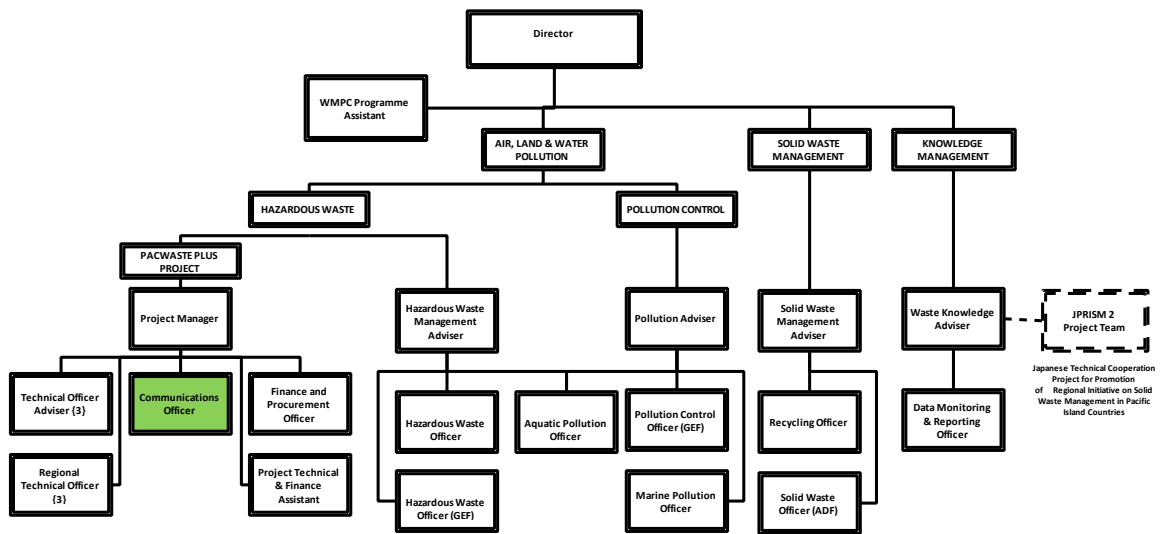 Director
WMPC Programme
Assistant
AIR, LAND & WATER
POLLUTION
SOLID WASTE
MANAGEMENT
KNOWLEDGE
MANAGEMENT
HAZARDOUS WASTE
POLLUTION CONTROL
PACWASTE PLUS
PROJECT
Project Manager
Hazardous Waste
Management
Adviser
Pollution Adviser
Solid Waste
Management
Adviser
Waste Knowledge
Adviser
JPRISM 2
Project Team
Japanese Technical Cooperation
Project for Promotion
of Regional Initiative on Solid
Waste Management in Pacific
Island Countries
Technical Officer
Adviser {3}
Communications
Officer
Finance and
Procurement
Officer
Hazardous Waste
Officer
Aquatic Pollution
Officer
Pollution Control
Officer (GEF)
Recycling Officer
Data Monitoring
& Reporting
Officer
Regional
Technical Officer
{3}
Project Technical
& Finance
Assistant
Hazardous Waste
Officer (GEF)
Marine Pollution
Officer
Solid Waste
Officer (ADF)